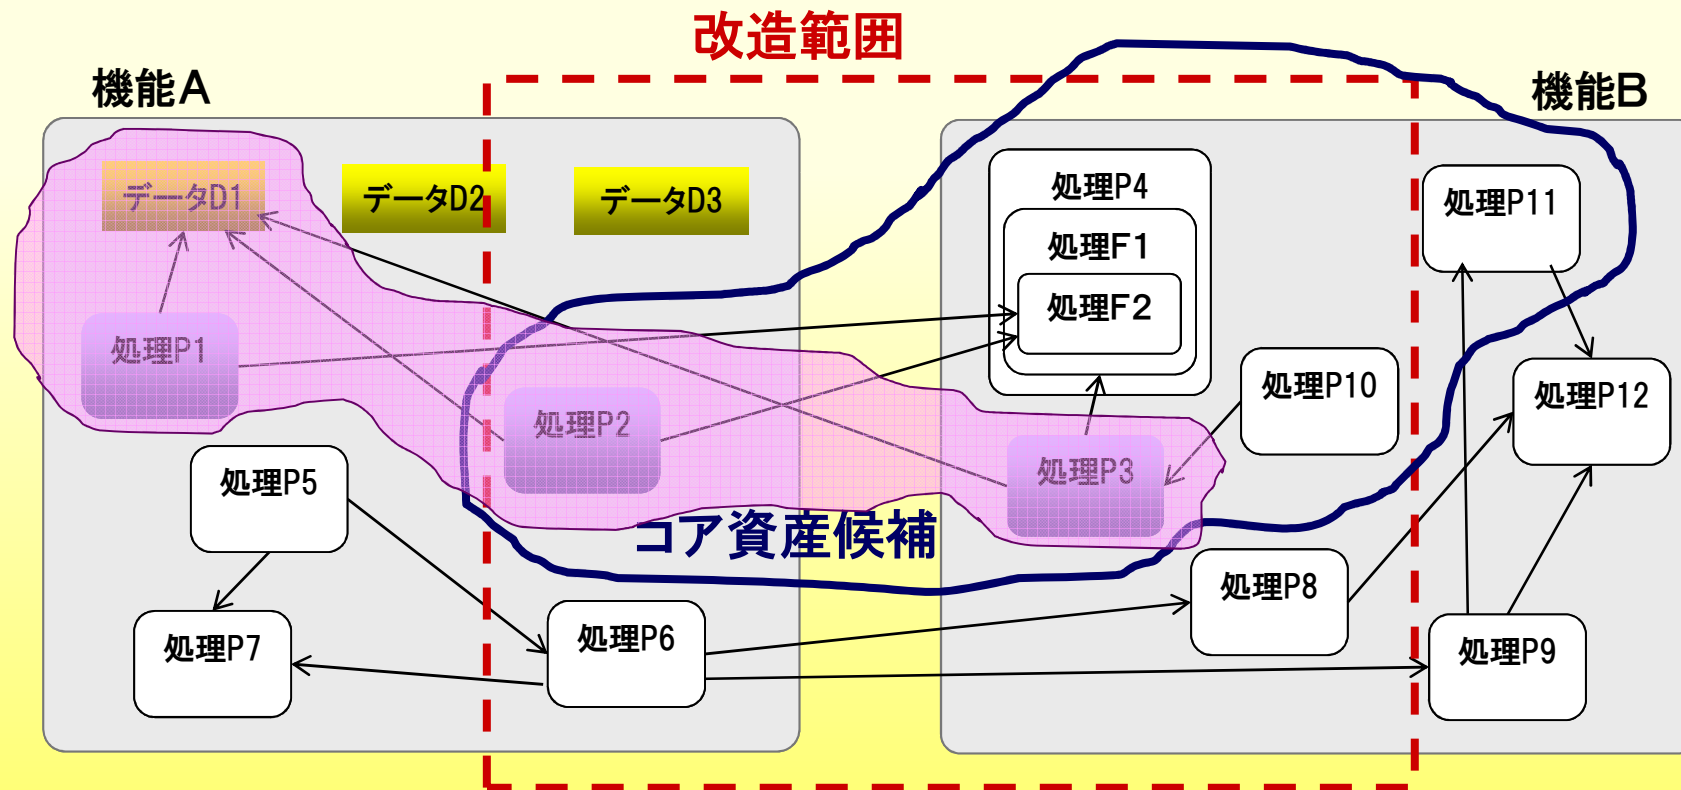 改造範囲
機能A
機能B
データD1
データD2
データD3
処理P4
処理F1
処理F2
処理P11
処理P1
処理P2
処理P3
処理P10
処理P12
処理P5
コア資産候補
処理P7
処理P6
処理P8
処理P9